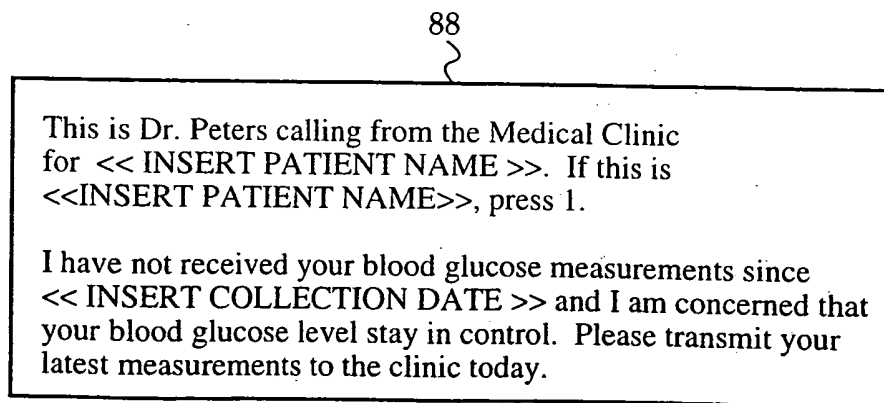 88
This is Dr. Peters calling from the Medical Clinic
for << INSERT PATIENT NAME >>. If this is
<<INSERT PATIENT NAME>>, press 1.
I have not received your blood glucose measurements since
<< INSERT COLLECTION DATE >> and I am concerned that
your blood glucose level stay in control. Please transmit your
latest measurements to the clinic today.